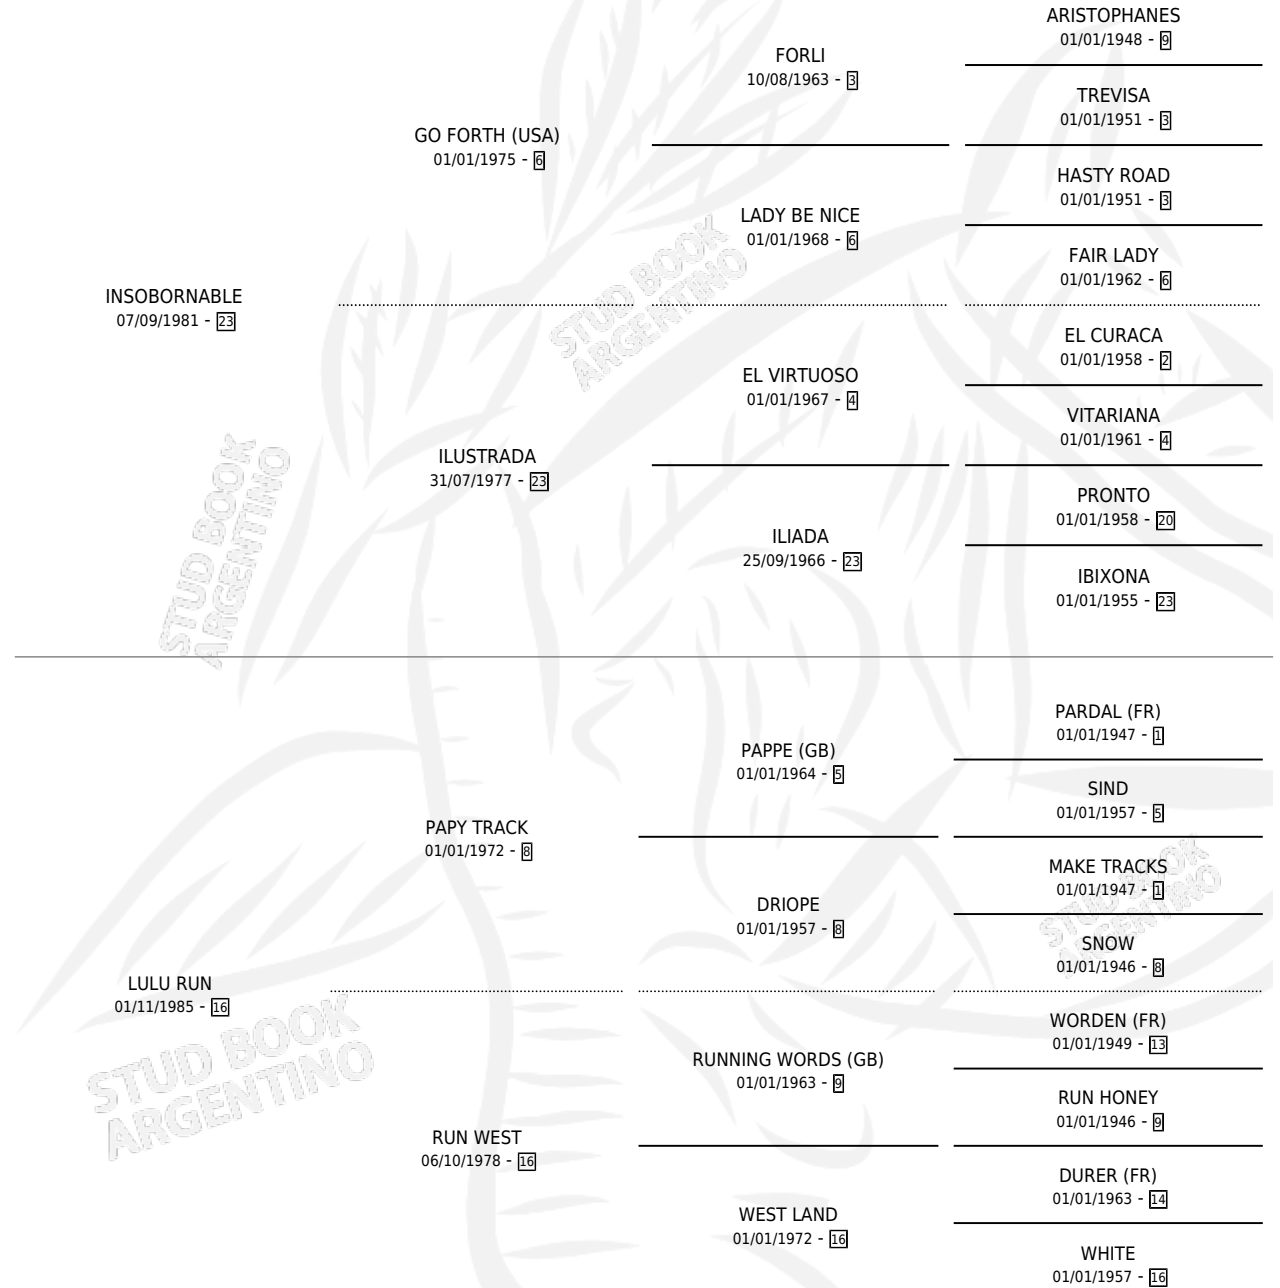 ARISTOPHANES
01/01/1948 - 9
FORLI
10/08/1963 - 3
TREVISA
01/01/1951 - 3
GO FORTH (USA)
01/01/1975 - 6
HASTY ROAD
01/01/1951 - 3
LADY BE NICE
01/01/1968 - 6
FAIR LADY
01/01/1962 - 6
INSOBORNABLE
07/09/1981 - 23
EL CURACA
01/01/1958 - 2
EL VIRTUOSO
01/01/1967 - 4
VITARIANA
01/01/1961 - 4
ILUSTRADA
31/07/1977 - 23
PRONTO
01/01/1958 - 20
ILIADA
25/09/1966 - 23
IBIXONA
01/01/1955 - 23
STUD BOOK
ARGENTINO
STUD BOOK
ARGENTINO
PARDAL (FR)
01/01/1947 - 1
PAPPE (GB)
01/01/1964 - 5
SIND
01/01/1957 - 5
PAPY TRACK
01/01/1972 - 8
MAKE TRACKS
01/01/1947 - 1
DRIOPE
01/01/1957 - 8
SNOW
01/01/1946 - 8
LULU RUN
01/11/1985 - 16
WORDEN (FR)
01/01/1949 - 13
RUNNING WORDS (GB)
01/01/1963 - 9
RUN HONEY
01/01/1946 - 9
RUN WEST
06/10/1978 - 16
DURER (FR)
01/01/1963 - 14
WEST LAND
01/01/1972 - 16
WHITE
01/01/1957 - 16
STUD BOOK
ARGENTINO
STUD BOOK
ARGENTINO